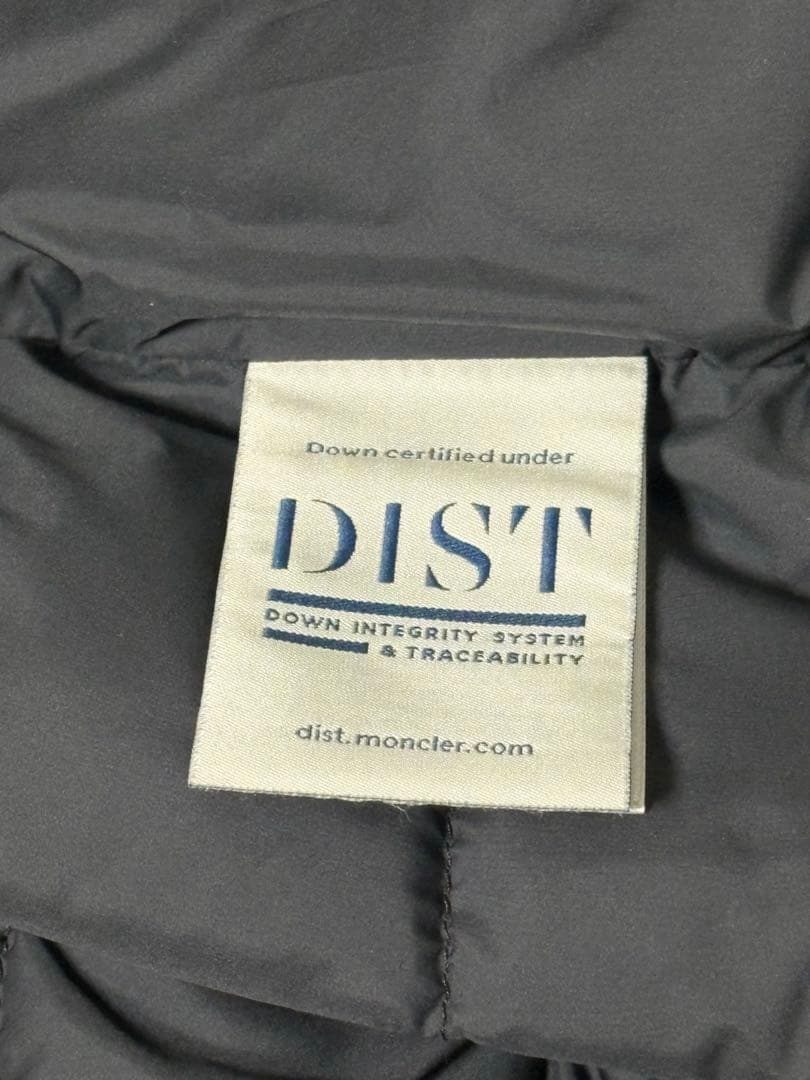 Down certified under
DIST
DOWN INTEGRITY SYSTEM
& TRACEABILITY
dist.moncler.com